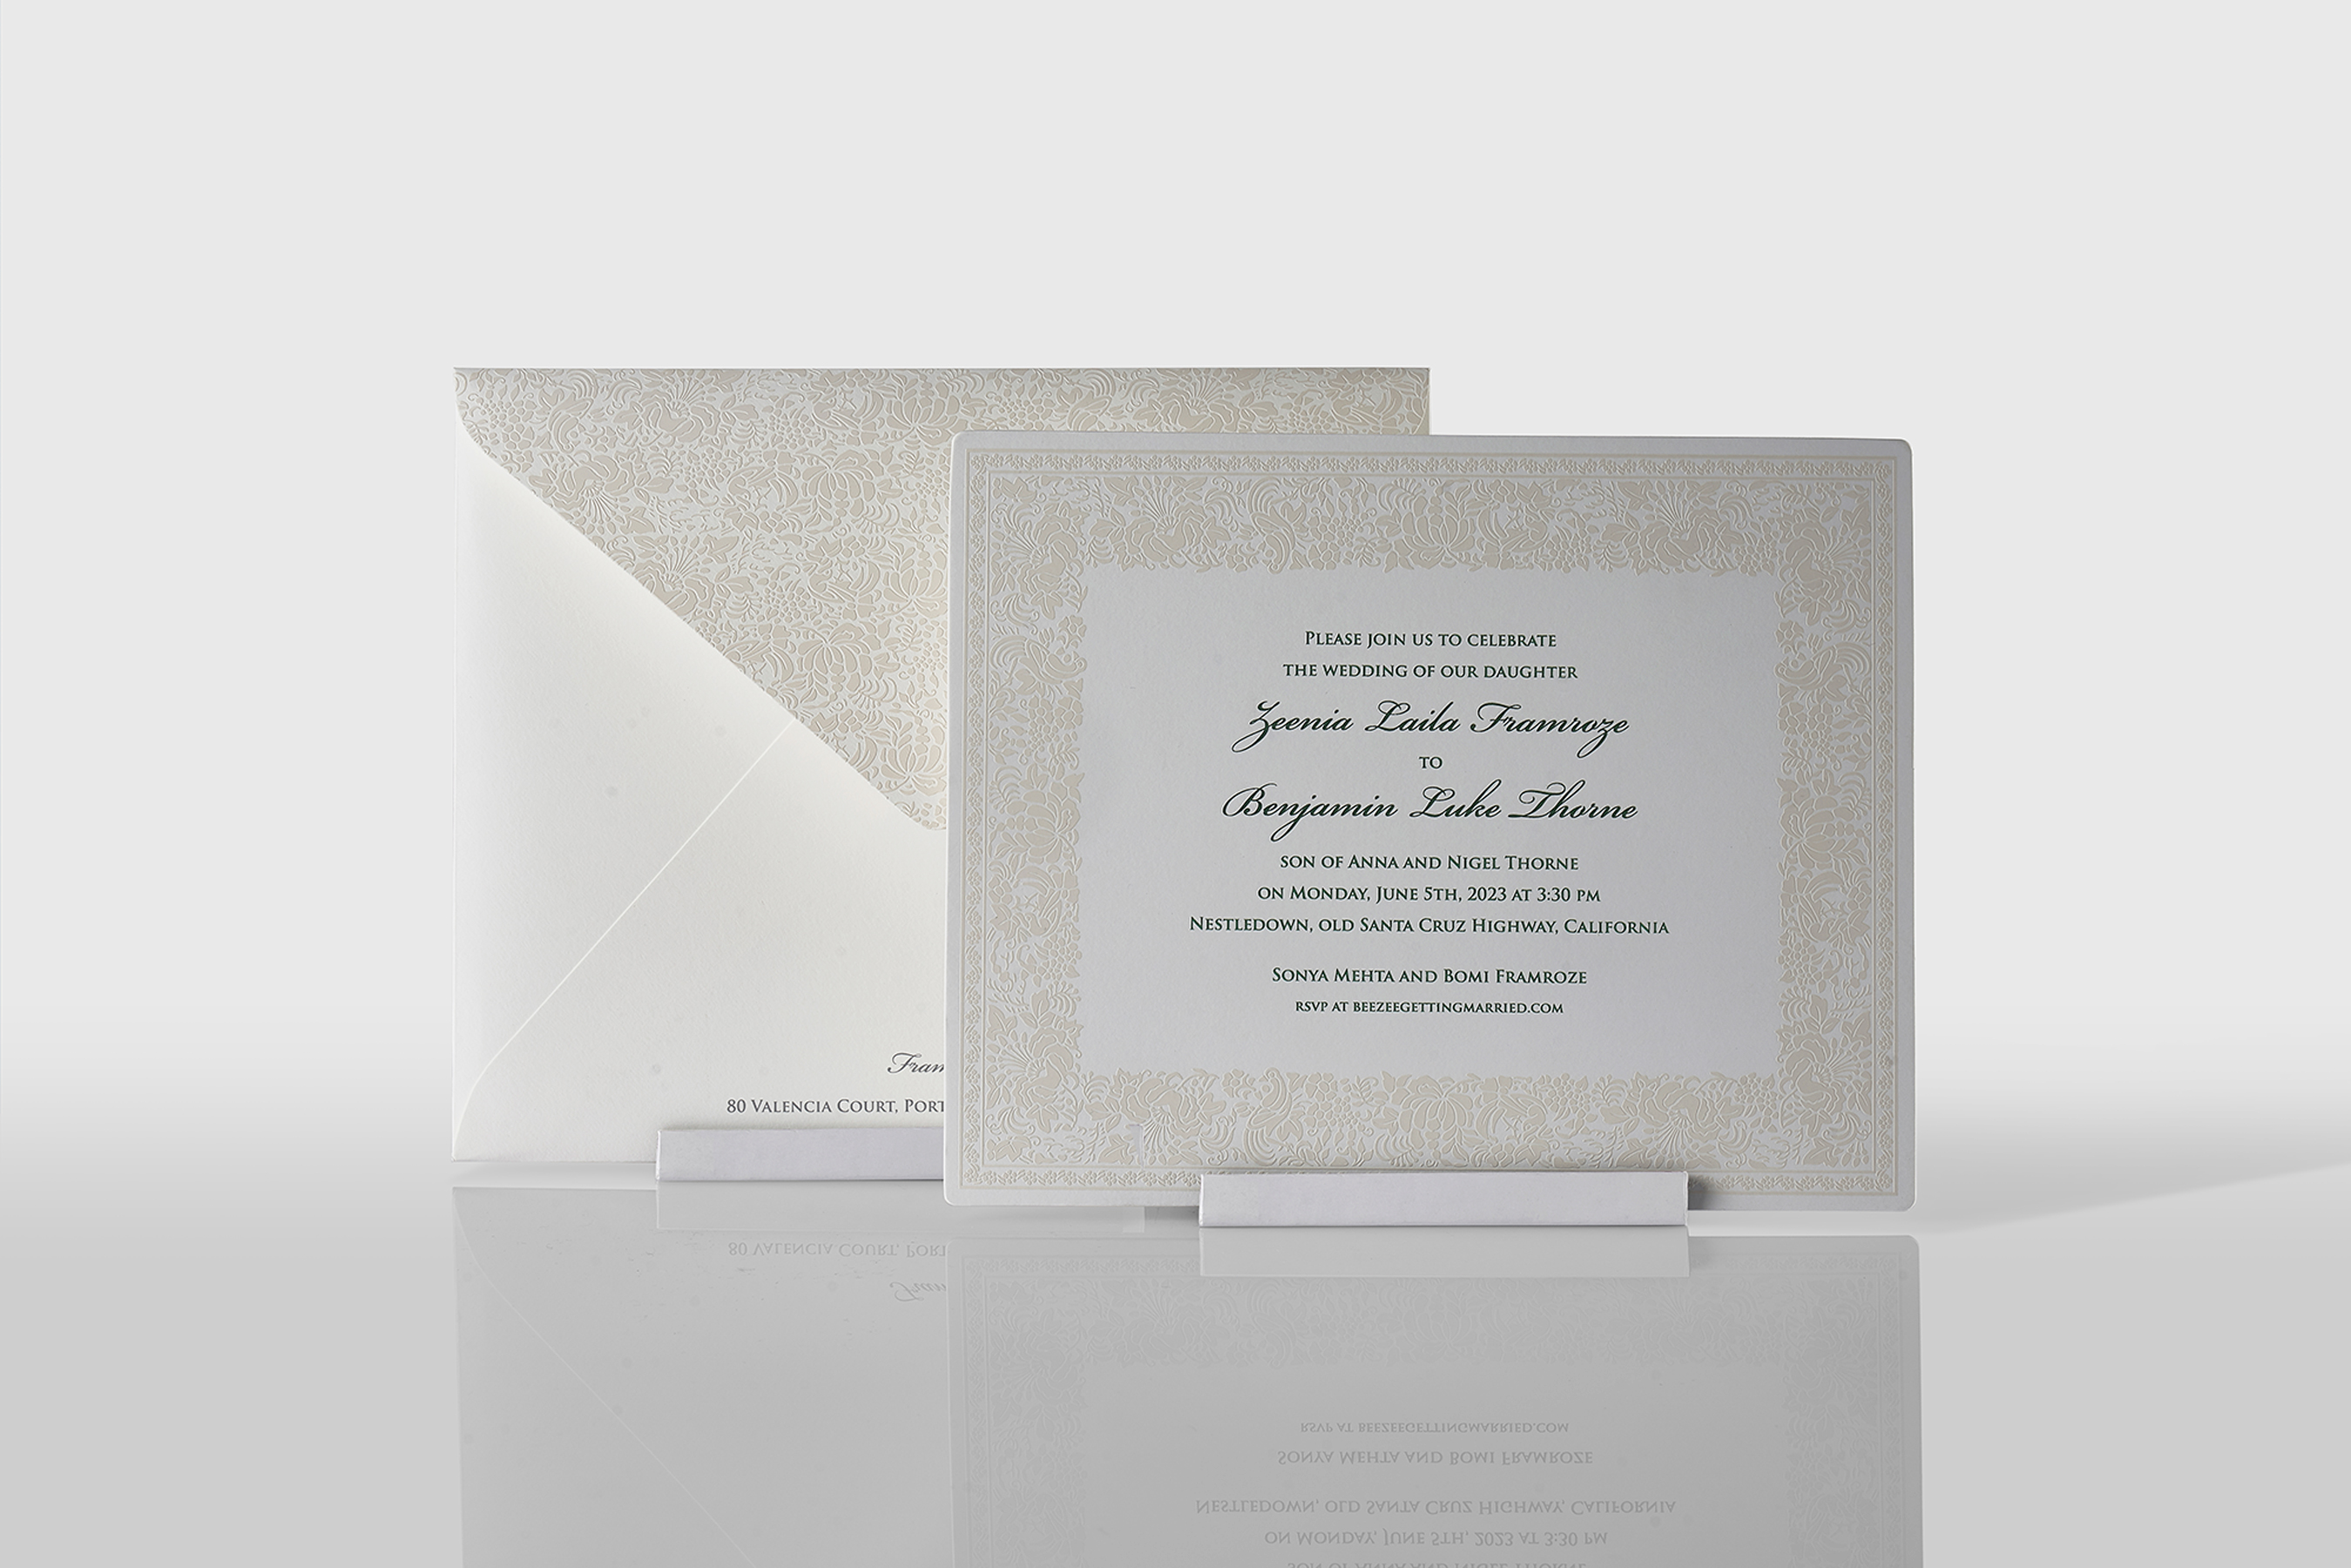 Please join us to celebrate
the wedding of our daughter
Zeenia Laila Framroze
to
Benjamin Luke Thorne
son of Anna and Nigel Thorne
on Monday, June 5th, 2023 at 3:30 pm
Nestledown, old Santa Cruz Highway, California
Sonya Mehta and Bomi Framroze
rsvp at beezeegettingmarried.com
Fram
80 Valencia Court, Port